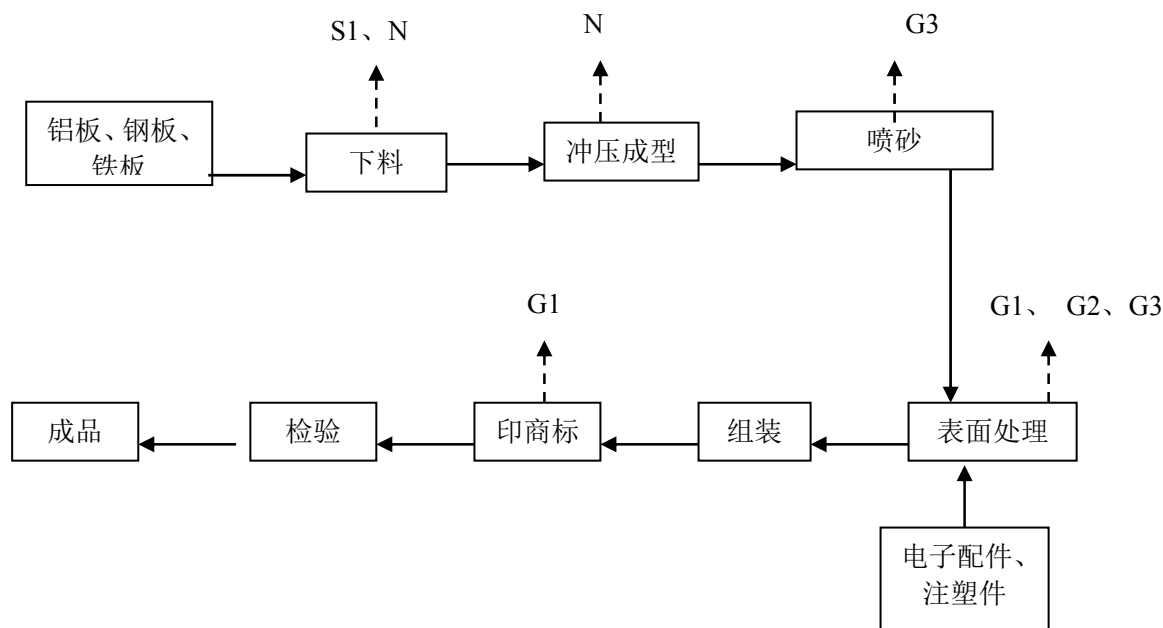 S1、N
N
G3
铝板、钢板、
铁板
下料
冲压成型
喷砂
G1
G1、 G2、G3
成品
检验
印商标
组装
表面处理
电子配件、
注塑件